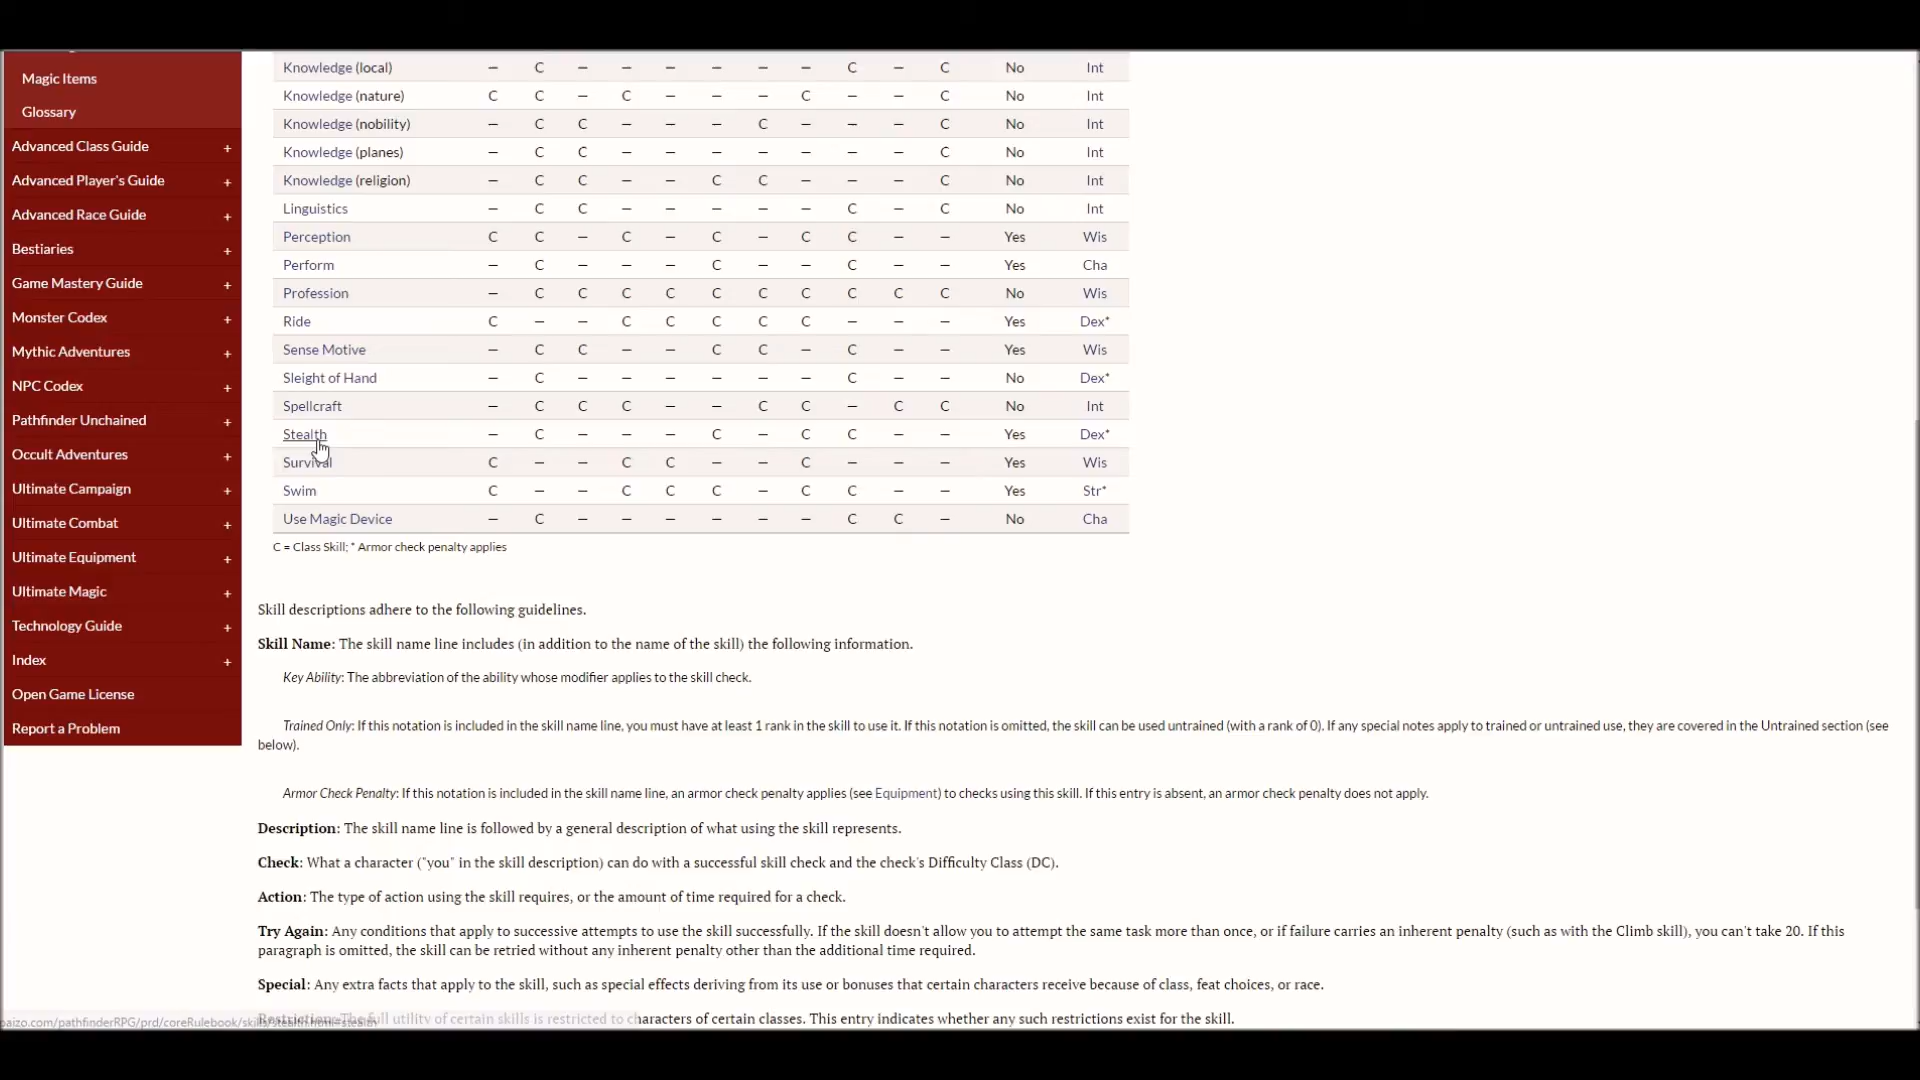 Magic Items
Glossary
Advanced Class Guide +
Advanced Player's Guide +
Advanced Race Guide +
Bestiaries +
Game Mastery Guide +
Monster Codex +
Mythic Adventures +
NPC Codex +
Pathfinder Unchained +
Occult Adventures +
Ultimate Campaign +
Ultimate Combat +
Ultimate Equipment +
Ultimate Magic +
Technology Guide +
Index +
Open Game License
Report a Problem
Knowledge (local) – C – – – – – – C – C No Int
Knowledge (nature) C C – C – – – C – – C No Int
Knowledge (nobility) – C C – – – C – – – C No Int
Knowledge (planes) – C C – – – – – – – C No Int
Knowledge (religion) – C C – – C C – – – C No Int
Linguistics – C C – – – – – C – C No Int
Perception C C – C – C – C C – – Yes Wis
Perform – C – – – C – – C – – Yes Cha
Profession – C C C C C C C C C C No Wis
Ride C – – C C C C C – – – Yes Dex*
Sense Motive – C C – – C C – C – – Yes Wis
Sleight of Hand – C – – – – – – C – – No Dex*
Spellcraft – C C C – – C C – C C No Int
Stealth – C – – – C – C C – – Yes Dex*
Survival C – – C C – – C – – – Yes Wis
Swim C – – C C C – C C – – Yes Str*
Use Magic Device – C – – – – – – C C – No Cha
C = Class Skill; * Armor check penalty applies
Skill descriptions adhere to the following guidelines.
Skill Name: The skill name line includes (in addition to the name of the skill) the following information.
Key Ability: The abbreviation of the ability whose modifier applies to the skill check.
Trained Only: If this notation is included in the skill name line, you must have at least 1 rank in the skill to use it. If this notation is omitted, the skill can be used untrained (with a rank of 0). If any special notes apply to trained or untrained use, they are covered in the Untrained section (see
below).
Armor Check Penalty: If this notation is included in the skill name line, an armor check penalty applies (see Equipment) to checks using this skill. If this entry is absent, an armor check penalty does not apply.
Description: The skill name line is followed by a general description of what using the skill represents.
Check: What a character ("you" in the skill description) can do with a successful skill check and the check's Difficulty Class (DC).
Action: The type of action using the skill requires, or the amount of time required for a check.
Try Again: Any conditions that apply to successive attempts to use the skill successfully. If the skill doesn't allow you to attempt the same task more than once, or if failure carries an inherent penalty (such as with the Climb skill), you can't take 20. If this
paragraph is omitted, the skill can be retried without any inherent penalty other than the additional time required.
Special: Any extra facts that apply to the skill, such as special effects deriving from its use or bonuses that certain characters receive because of class, feat choices, or race.
Restriction: The full utility of certain skills is restricted to characters of certain classes. This entry indicates whether any such restrictions exist for the skill.